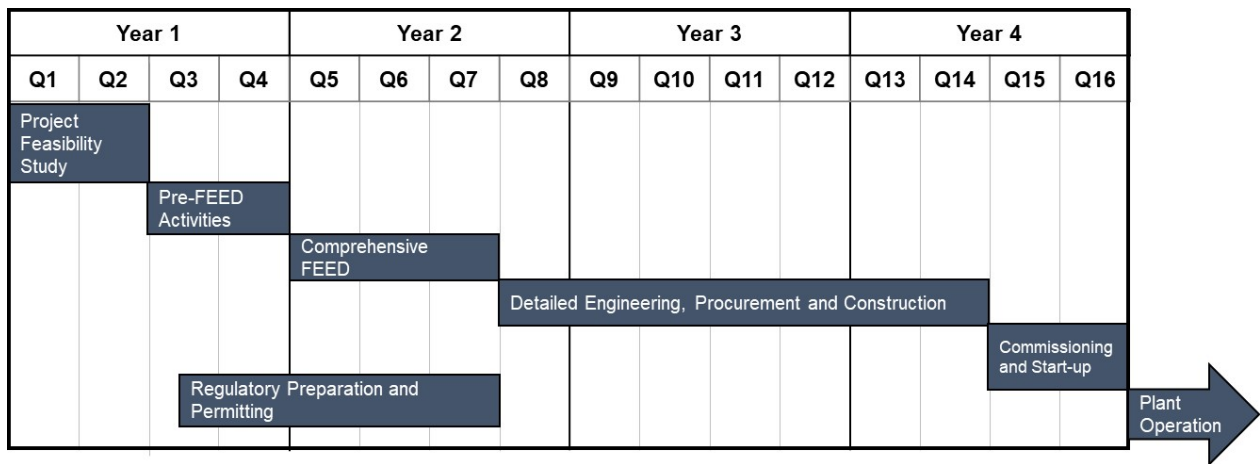 Year 1 Year 2 Year 3 Year 4
Q1 Q2 Q3 Q4 Q5 Q6 Q7 Q8 Q9 Q10 Q11 Q12 Q13 Q14 Q15 Q16
Project
Feasibility
Study
Pre-FEED
Activities
Comprehensive
FEED
Detailed Engineering, Procurement and Construction
Commissioning
and Start-up
Regulatory Preparation and
Permitting
Plant
Operation